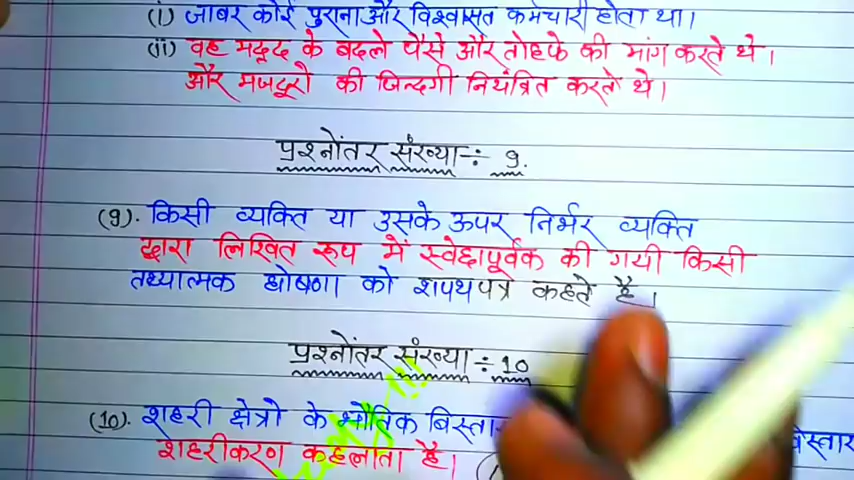 (i) जाबर कोई पुराना और विश्वासत कर्मचारी होता था।
(ii) वह मदूद के बदले पैसे और तोहफे की मांग करते थे।
और मजदूरो की जिन्दगी नियंत्रित करते थे।
प्रश्नोंतर संख्या-÷ 9.
(9). किसी व्यक्ति या उसके ऊपर निर्भर व्यक्ति
द्वारा लिखित रूप में स्वेछापूर्वक की गयी किसी
तथ्यात्मक घोषणा को शपथपत्र कहते है।
प्रश्नोंतर संख्या ÷ 10
(10). शहरी क्षेत्रो के भौतिक
शहरीकरण कहलाता है।